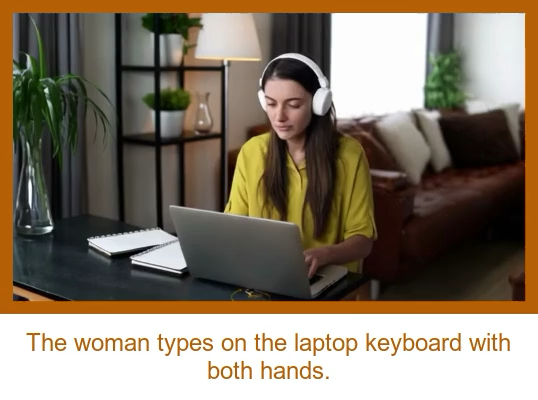 The woman types on the laptop keyboard with
both hands.